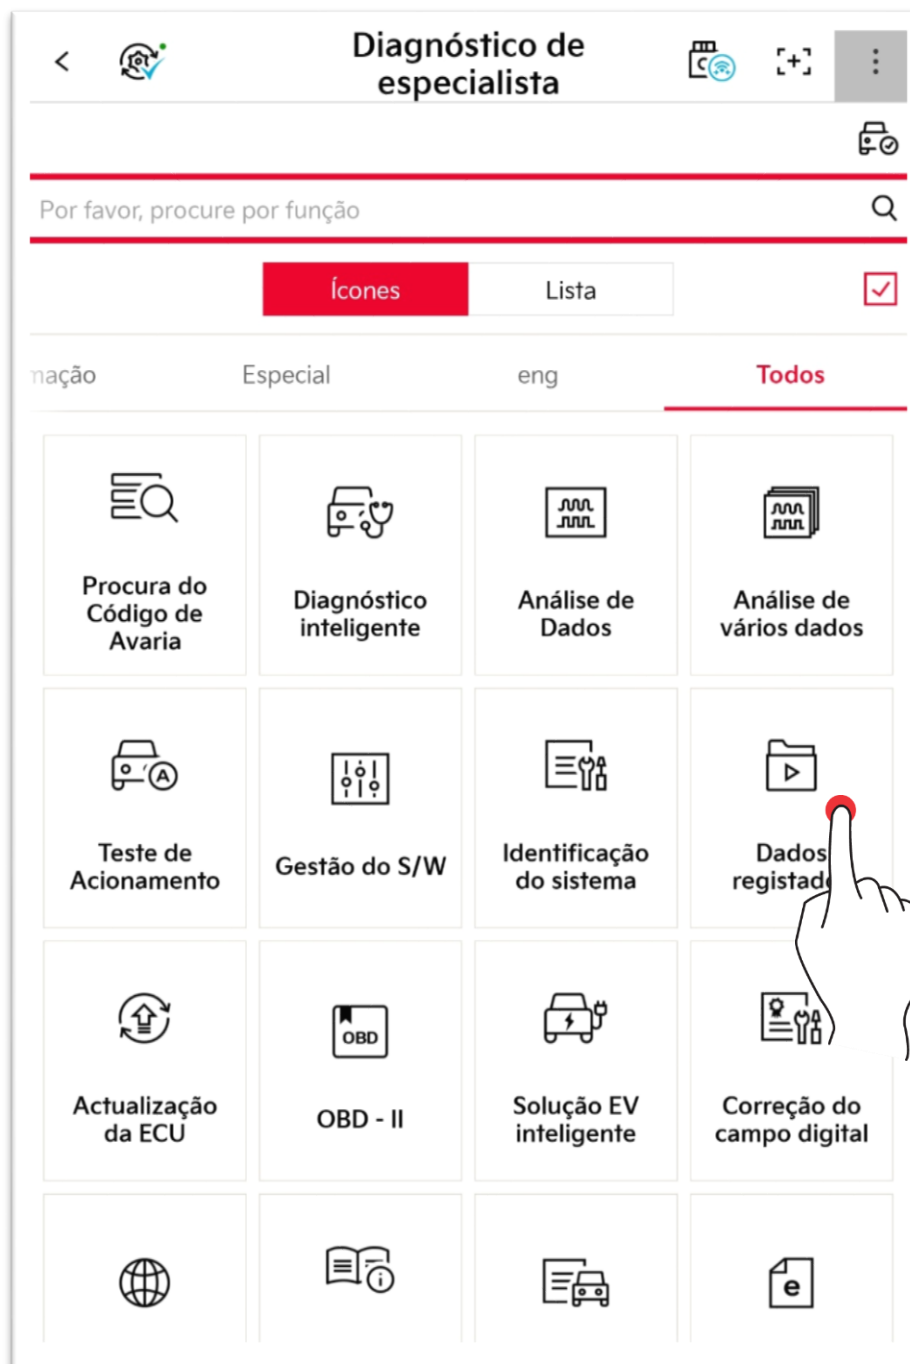 Diagnóstico de
especialista
Por favor, procure por função
Ícones
Lista
mação
Especial
eng
Todos
Procura do
Código de
Avaria
Diagnóstico
inteligente
Análise de
Dados
Análise de
vários dados
A
Teste de
Acionamento
Gestão do S/W
Identificação
do sistema
Dados
registad
Actualização
da ECU
OBD
OBD - II
Solução EV
inteligente
Correção do
campo digital
e